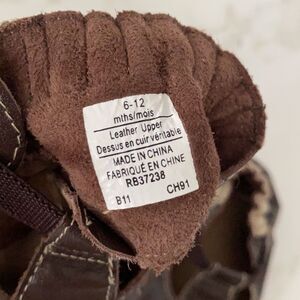 6-12
mths/mois
Leather Upper
Dessus en cuir véritable
MADE IN CHINA
FABRIQUÉ EN CHINE
RB37238
B11 CH91